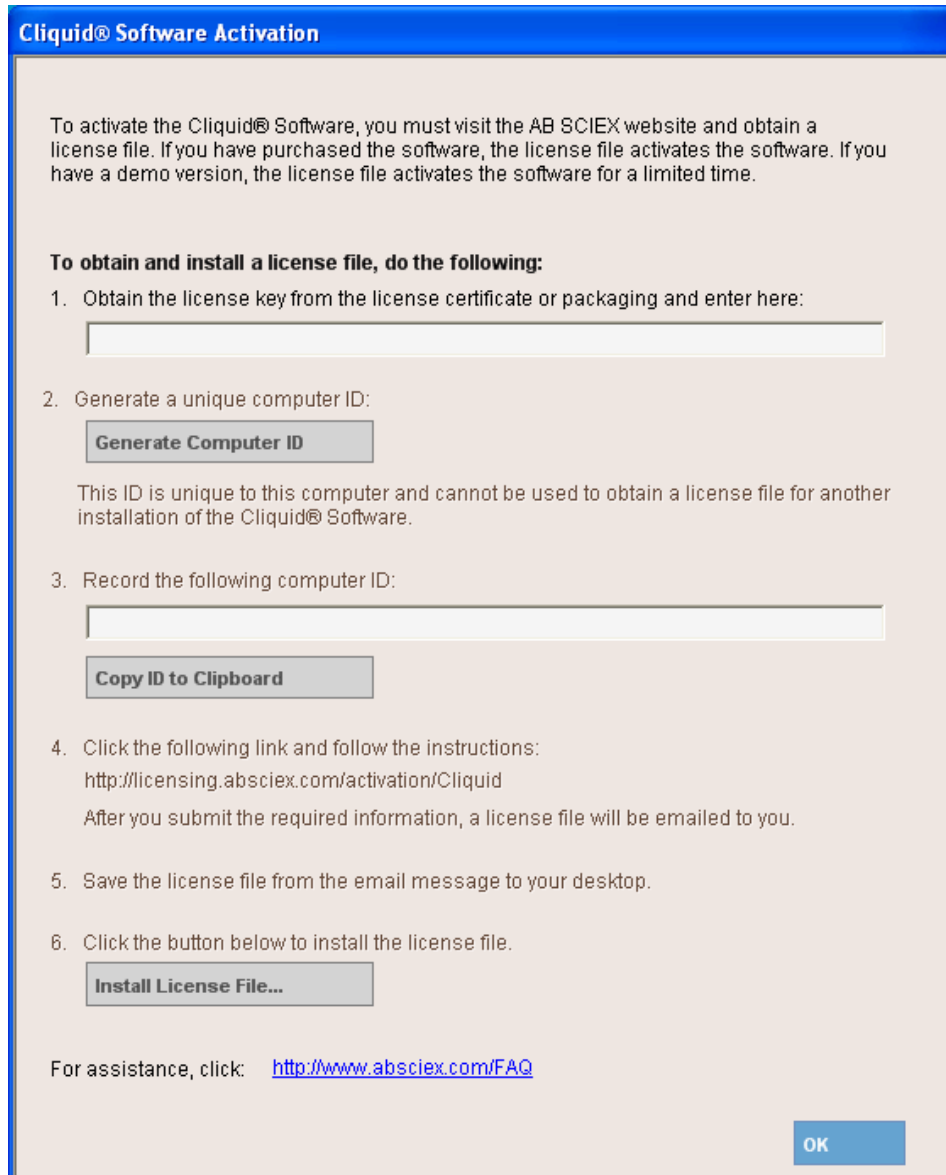 Cliquid® Software Activation
To activate the Cliquid® Software, you must visit the AB SCIEX website and obtain a
license file. If you have purchased the software, the license file activates the software. If you
have a demo version, the license file activates the software for a limited time.
To obtain and install a license file, do the following:
1. Obtain the license key from the license certificate or packaging and enter here:
2. Generate a unique computer ID:
Generate Computer ID
This ID is unique to this computer and cannot be used to obtain a license file for another
installation of the Cliquid® Software.
3. Record the following computer ID:
Copy ID to Clipboard
4. Click the following link and follow the instructions:
http://licensing.absciex.com/activation/Cliquid
After you submit the required information, a license file will be emailed to you.
5. Save the license file from the email message to your desktop.
6. Click the button below to install the license file.
Install License File...
For assistance, click: http://www.absciex.com/FAQ
OK